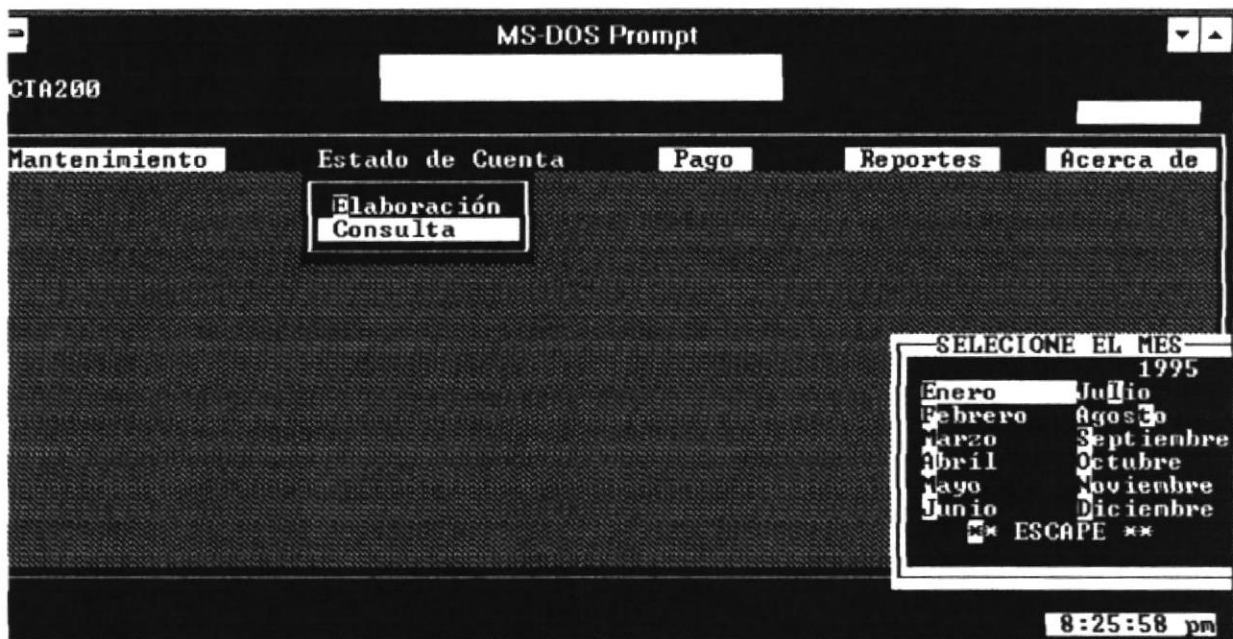 MS-DOS Prompt
CTA200
Mantenimiento Estado de Cuenta Pago Reportes Acerca de
Elaboración
Consulta
SELECIONE EL MES
1995
Enero Julio
Febrero Agosto
Marzo Septiembre
Abril Octubre
Mayo Noviembre
Junio Diciembre
** ESCAPE **
8:25:58 pm